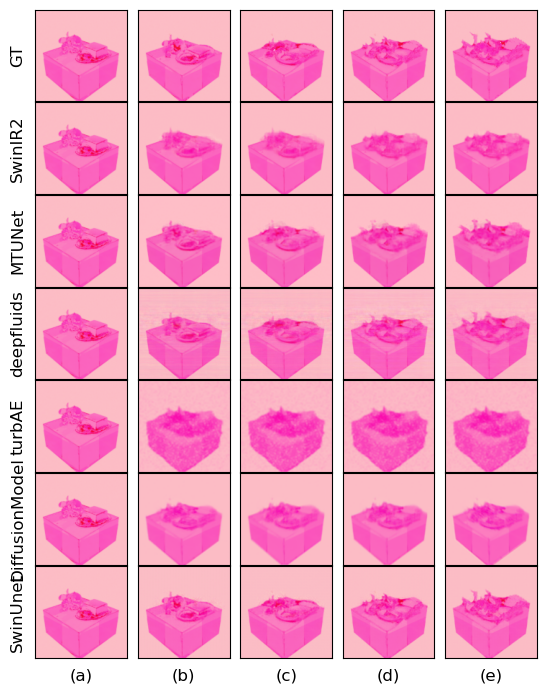 GT
SwinIR2
MTUNet
deepfluids
turbAE
DiffusionModel
SwinUnet
(a) (b) (c) (d) (e)